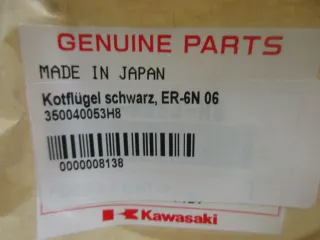 GENUINE PARTS
MADE IN JAPAN
Kotflügel schwarz, ER-6N 06
350040053H8
0000008138
Kawasaki